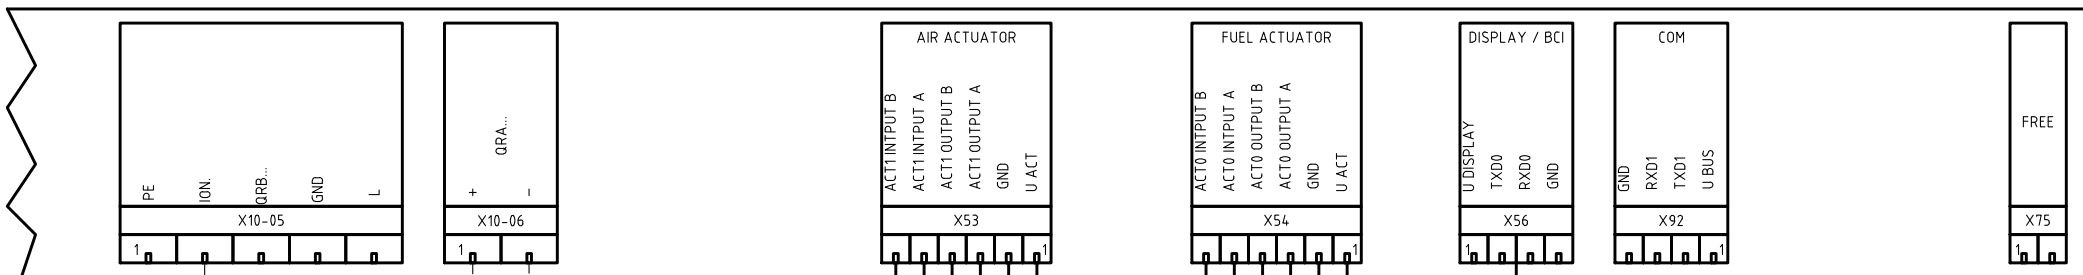 PE
ION.
QRB...
GND
L
X10-05
1
QRA...
+
-
X10-06
1
AIR ACTUATOR
ACT1 INTPUT B
ACT1 INTPUT A
ACT1 OUTPUT B
ACT1 OUTPUT A
GND
U ACT
X53
1
FUEL ACTUATOR
ACT0 INTPUT B
ACT0 INTPUT A
ACT0 OUTPUT B
ACT0 OUTPUT A
GND
U ACT
X54
1
DISPLAY / BCI
U DISPLAY
TXD0
RXD0
GND
X56
1
COM
GND
RXD1
TXD1
U BUS
X92
1
FREE
X75
1